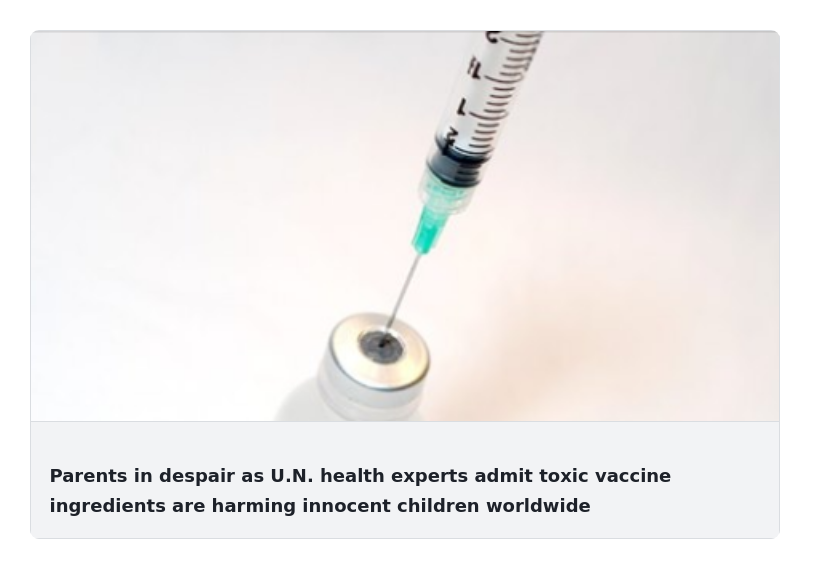 Parents in despair as U.N. health experts admit toxic vaccine
ingredients are harming innocent children worldwide